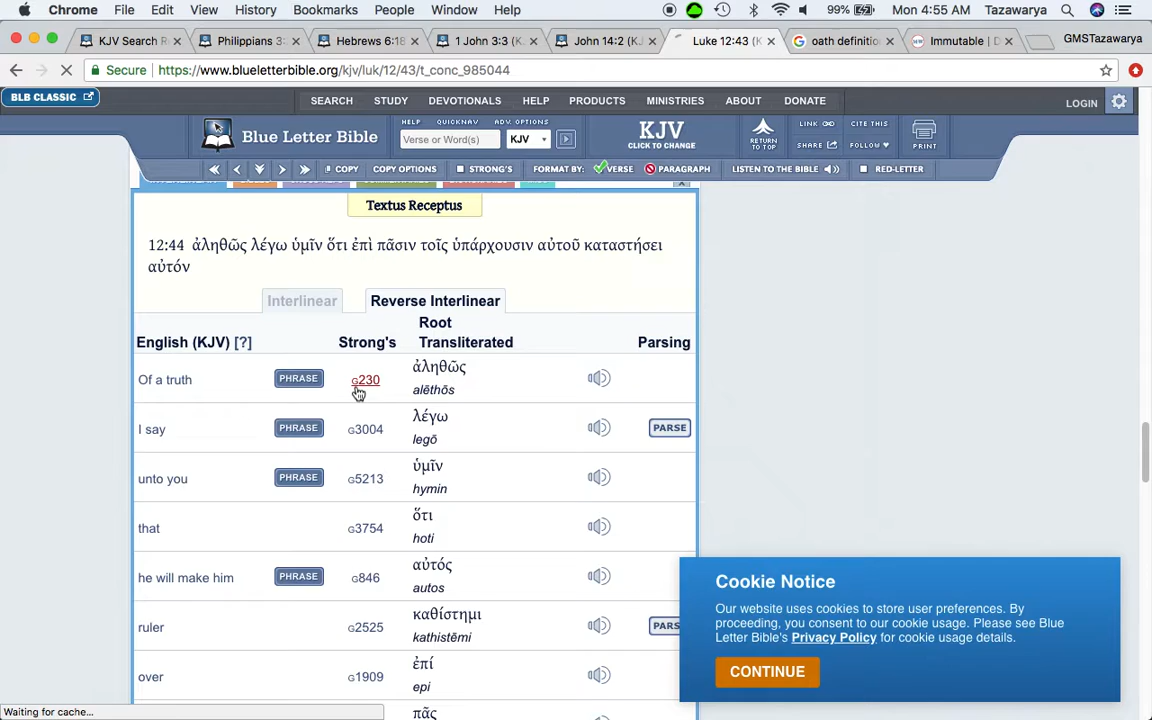 Chrome File Edit View History Bookmarks People Window Help 99% Mon 4:55 AM Tazawarya
KJV Search R Philippians 3: Hebrews 6:18 1 John 3:3 (K John 14:2 (KJ Luke 12:43 (K oath definition Immutable | D GMSTazawarya
Secure https://www.blueletterbible.org/kjv/luk/12/43/t_conc_985044
BLB CLASSIC SEARCH STUDY DEVOTIONALS HELP PRODUCTS MINISTRIES ABOUT DONATE LOGIN
HELP QUICKNAV ADV. OPTIONS
Blue Letter Bible Verse or Word(s) KJV KJV CLICK TO CHANGE RETURN TO TOP LINK CITE THIS SHARE FOLLOW PRINT
COPY COPY OPTIONS STRONG'S FORMAT BY: VERSE PARAGRAPH LISTEN TO THE BIBLE RED-LETTER
Textus Receptus
12:44 ἀληθῶς λέγω ὑμῖν ὅτι ἐπὶ πᾶσιν τοῖς ὑπάρχουσιν αὐτοῦ καταστήσει
αὐτόν
Interlinear Reverse Interlinear
English (KJV) [?] Strong's Root Transliterated Parsing
Of a truth PHRASE G230 ἀληθῶς
alēthōs
I say PHRASE G3004 λέγω PARSE
legō
unto you PHRASE G5213 ὑμῖν
hymin
that G3754 ὅτι
hoti
he will make him PHRASE G846 αὐτός
autos
ruler G2525 καθίστημι PARS
kathistēmi
over G1909 ἐπί
epi
πᾶς
Cookie Notice
Our website uses cookies to store user preferences. By
proceeding, you consent to our cookie usage. Please see Blue
Letter Bible's Privacy Policy for cookie usage details.
CONTINUE
Waiting for cache...